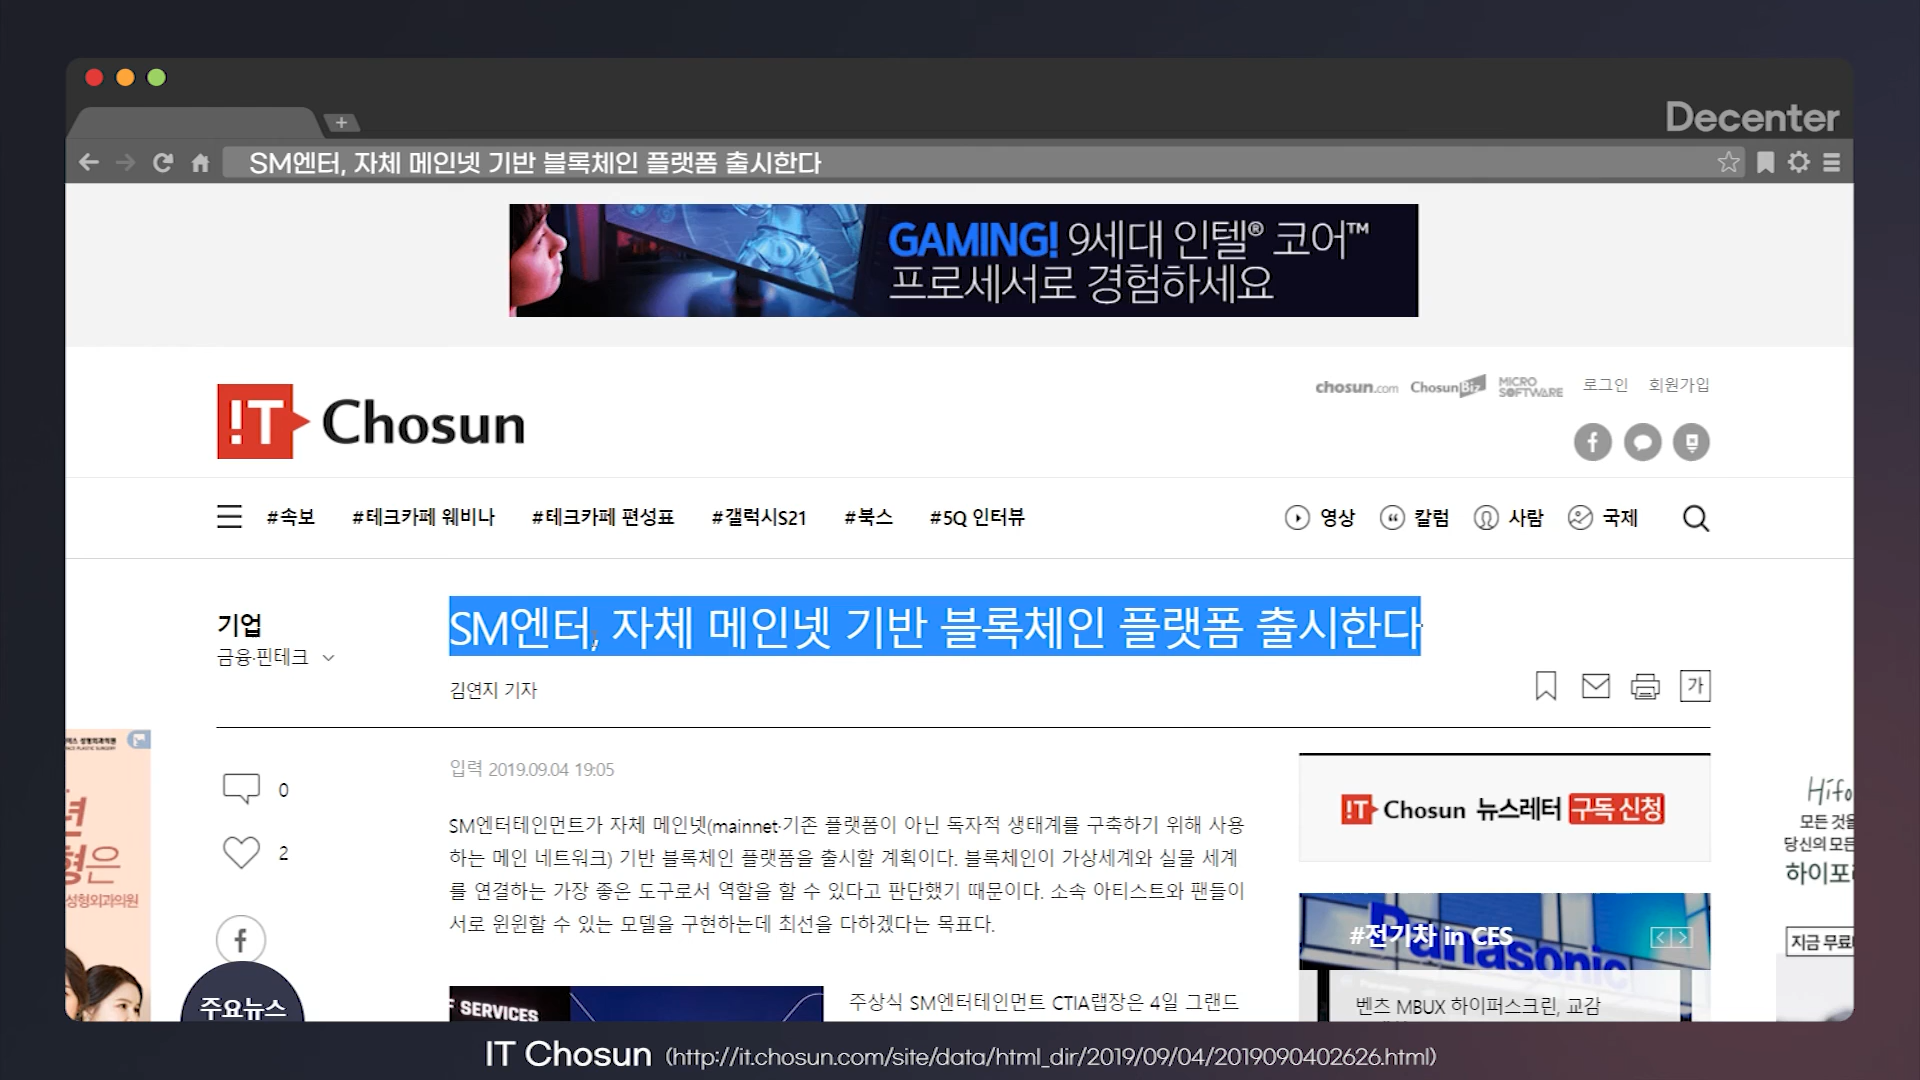 Decenter
SM엔터, 자체 메인넷 기반 블록체인 플랫폼 출시한다
GAMING! 9세대 인텔® 코어™
프로세서로 경험하세요
!T Chosun
chosun.com ChosunBiz MICRO SOFTWARE 로그인 회원가입
#속보 #테크카페 웨비나 #테크카페 편성표 #갤럭시S21 #북스 #5Q 인터뷰 영상 칼럼 사람 국제
기업
금융·핀테크
SM엔터, 자체 메인넷 기반 블록체인 플랫폼 출시한다
김연지 기자
가
입력 2019.09.04 19:05
0
2
SM엔터테인먼트가 자체 메인넷(mainnet·기존 플랫폼이 아닌 독자적 생태계를 구축하기 위해 사용
하는 메인 네트워크) 기반 블록체인 플랫폼을 출시할 계획이다. 블록체인이 가상세계와 실물 세계
를 연결하는 가장 좋은 도구로서 역할을 할 수 있다고 판단했기 때문이다. 소속 아티스트와 팬들이
서로 윈윈할 수 있는 모델을 구현하는데 최선을 다하겠다는 목표다.
SERVICES
주상식 SM엔터테인먼트 CTIA랩장은 4일 그랜드
!T Chosun 뉴스레터 구독 신청
#전기차 in CES
Panasonic
벤츠 MBUX 하이퍼스크린, 교감
은
성형외과의원
주요뉴스
모든 것을
당신의 모든
하이포
지금 무료
IT Chosun (http://it.chosun.com/site/data/html_dir/2019/09/04/2019090402626.html)